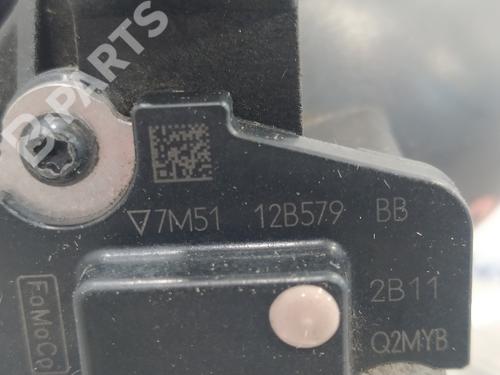 B-PARTS
▽7M51 12B579 BB
2B11
Q2MYB
FoMoCo